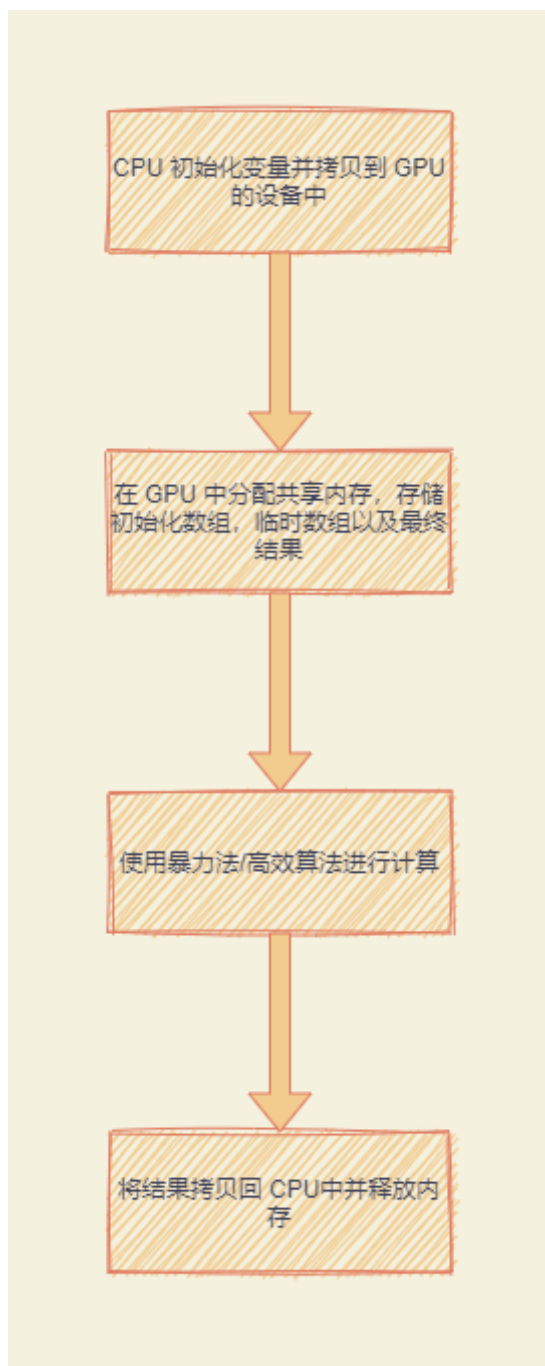 CPU 初始化变量并拷贝到 GPU
的设备中
在 GPU 中分配共享内存，存储
初始化数组，临时数组以及最终
结果
使用暴力法/高效算法进行计算
将结果拷贝回 CPU中并释放内
存